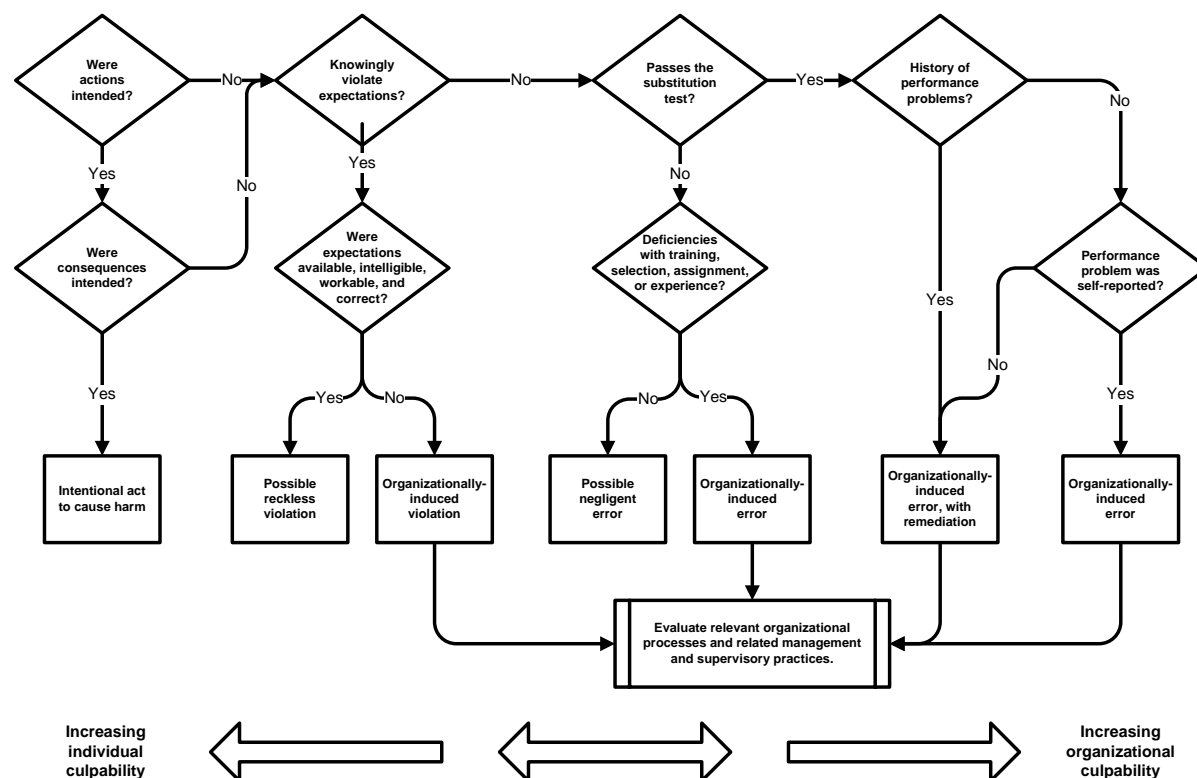 Were
actions
intended?
No
Knowingly
violate
expectations?
No
Passes the
substitution
test?
Yes
History of
performance
problems?
No
Yes
No
Yes
No
Were
consequences
intended?
Were
expectations
available, intelligible,
workable, and
correct?
Deficiencies
with training,
selection, assignment,
or experience?
Performance
problem was
self-reported?
Yes
No
Yes
Yes
No
No
Yes
Yes
Intentional act
to cause harm
Possible
reckless
violation
Organizationally-
induced
violation
Possible
negligent
error
Organizationally-
induced
error
Organizationally-
induced
error, with
remediation
Organizationally-
induced
error
Evaluate relevant organizational
processes and related management
and supervisory practices.
Increasing
individual
culpability
Increasing
organizational
culpability